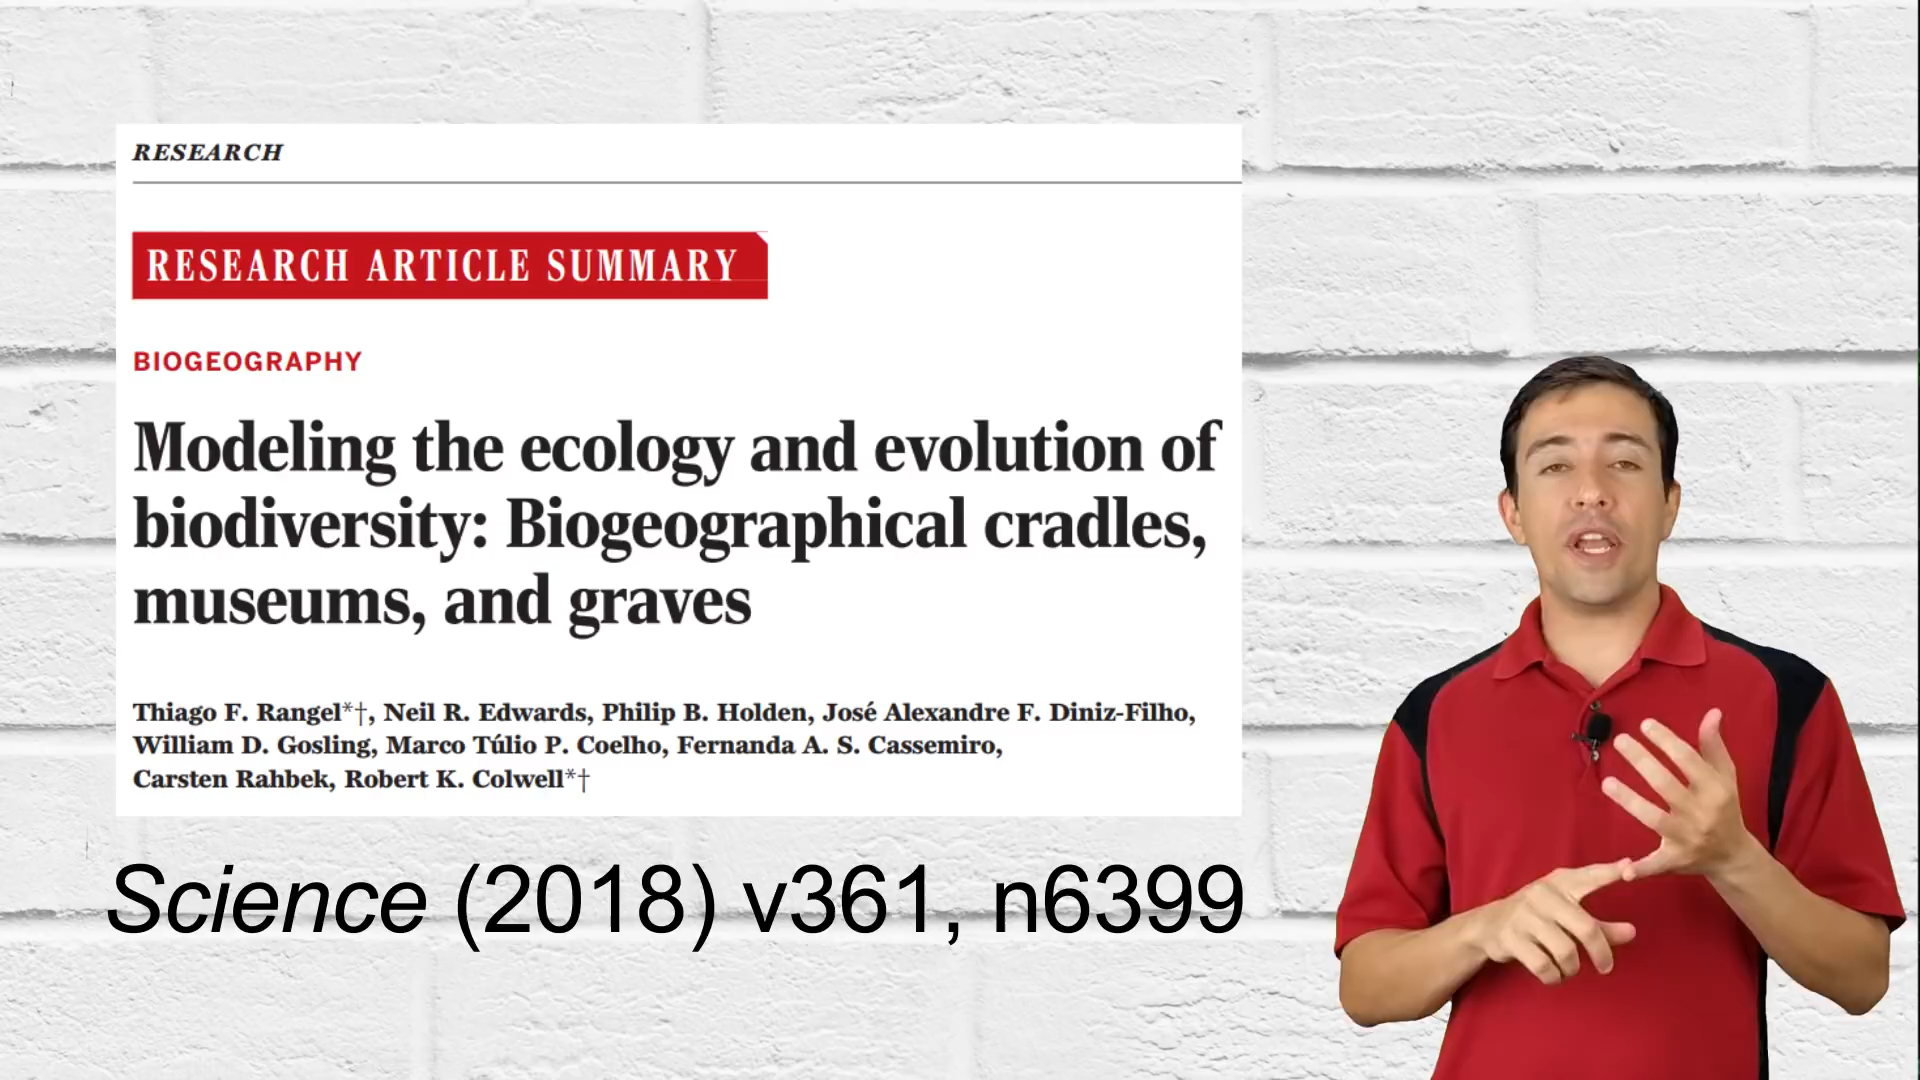 RESEARCH
RESEARCH ARTICLE SUMMARY
BIOGEOGRAPHY
Modeling the ecology and evolution of
biodiversity: Biogeographical cradles,
museums, and graves
Thiago F. Rangel*†, Neil R. Edwards, Philip B. Holden, José Alexandre F. Diniz-Filho,
William D. Gosling, Marco Túlio P. Coelho, Fernanda A. S. Cassemiro,
Carsten Rahbek, Robert K. Colwell*†
Science (2018) v361, n6399